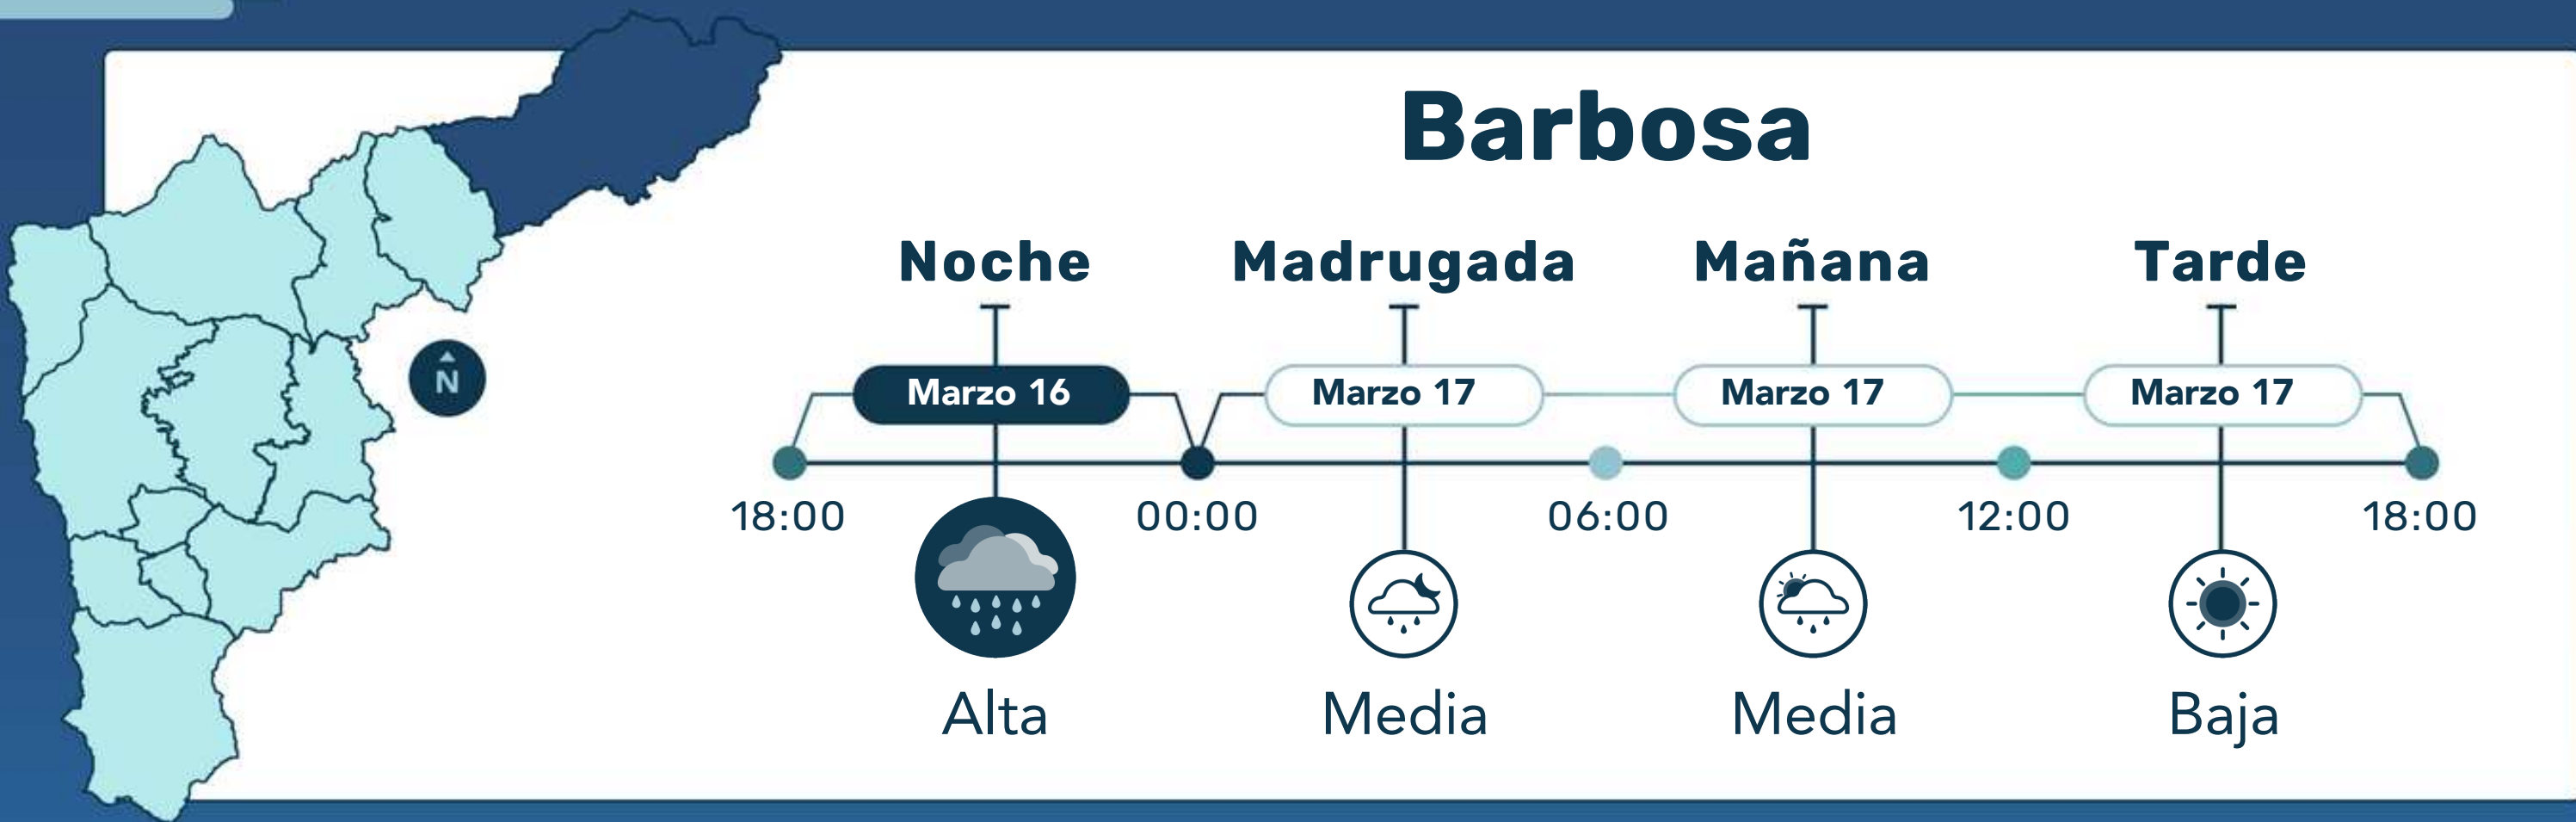 Barbosa
Noche Madrugada Mañana Tarde
Marzo 16 Marzo 17 Marzo 17 Marzo 17
N
18:00 00:00 06:00 12:00 18:00
Alta Media Media Baja